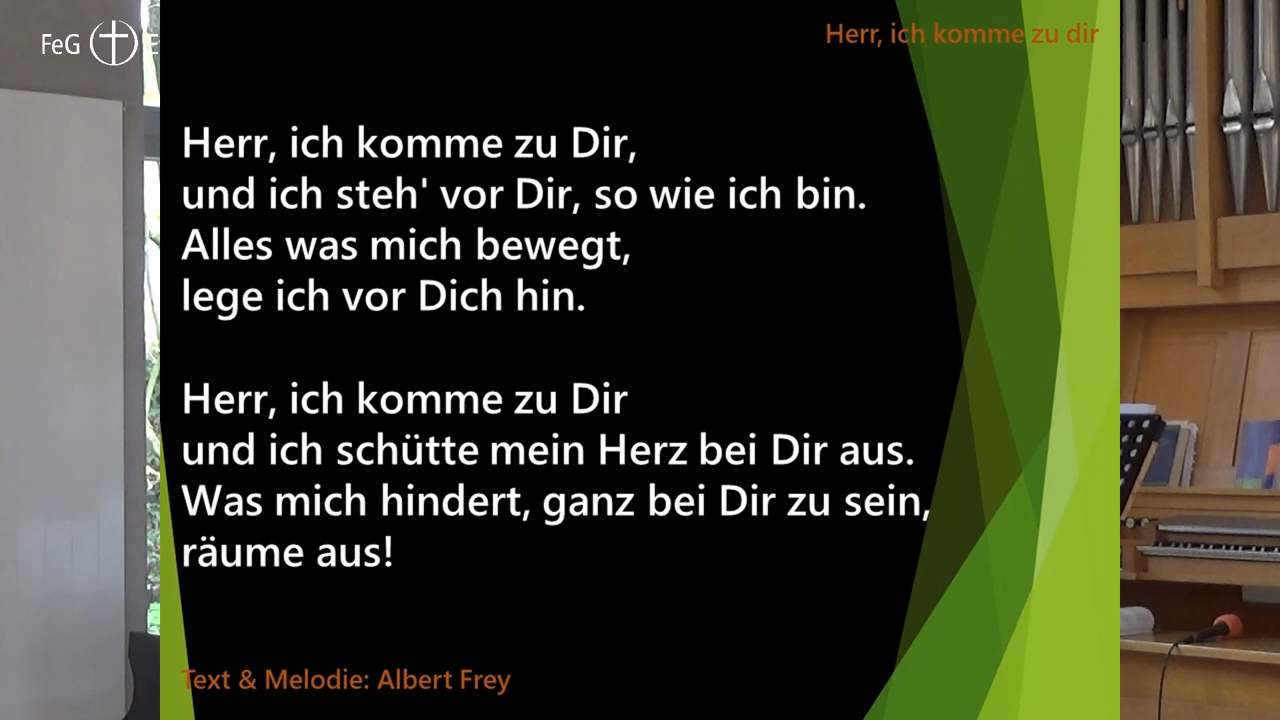 FeG E
Herr, ich komme zu dir
Herr, ich komme zu Dir,
und ich steh' vor Dir, so wie ich bin.
Alles was mich bewegt,
lege ich vor Dich hin.
Herr, ich komme zu Dir
und ich schütte mein Herz bei Dir aus.
Was mich hindert, ganz bei Dir zu sein,
räume aus!
Text & Melodie: Albert Frey